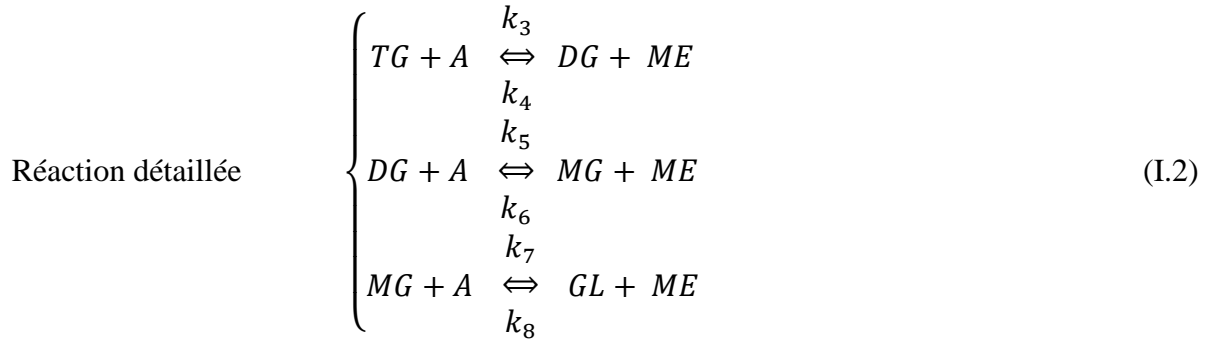 k₃
TG + A ⇔ DG + ME
k₄
k₅
Réaction détaillée DG + A ⇔ MG + ME (I.2)
k₆
k₇
MG + A ⇔ GL + ME
k₈